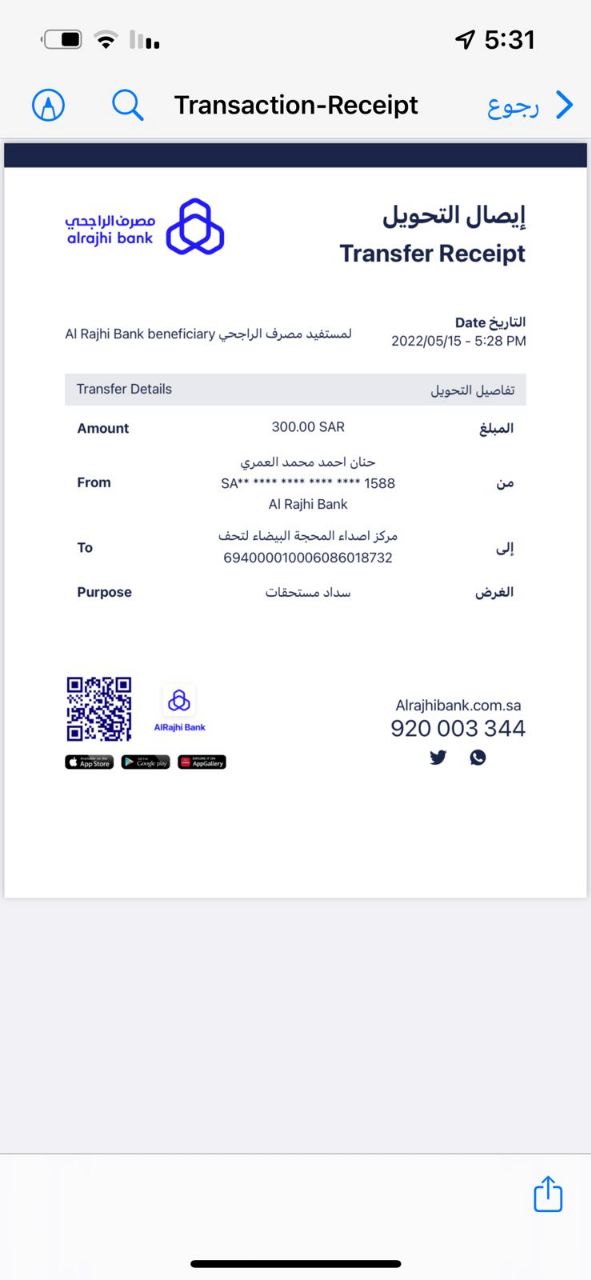 5:31
Transaction-Receipt
رجوع
مصرف الراجحي
alrajhi bank
إيصال التحويل
Transfer Receipt
التاريخ Date
2022/05/15 - 5:28 PM
لمستفيد مصرف الراجحي Al Rajhi Bank beneficiary
Transfer Details تفاصيل التحويل
Amount 300.00 SAR المبلغ
حنان احمد محمد العمري
From SA** **** **** **** **** 1588 من
Al Rajhi Bank
مركز اصداء المحجة البيضاء لتحف
To إلى
694000010006086018732
Purpose سداد مستحقات الغرض
AlRajhi Bank
Alrajhibank.com.sa
920 003 344
App Store
Google play
AppGallery